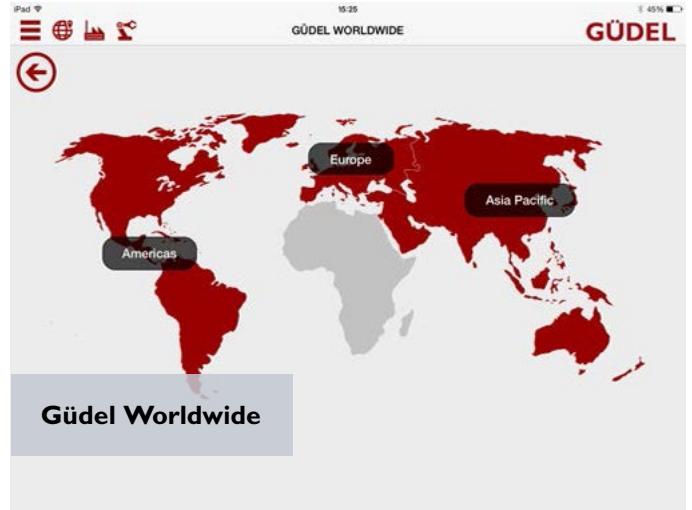 iPad 15:25 45%
GÜDEL WORLDWIDE
GÜDEL
Europe
Asia Pacific
Americas
Güdel Worldwide